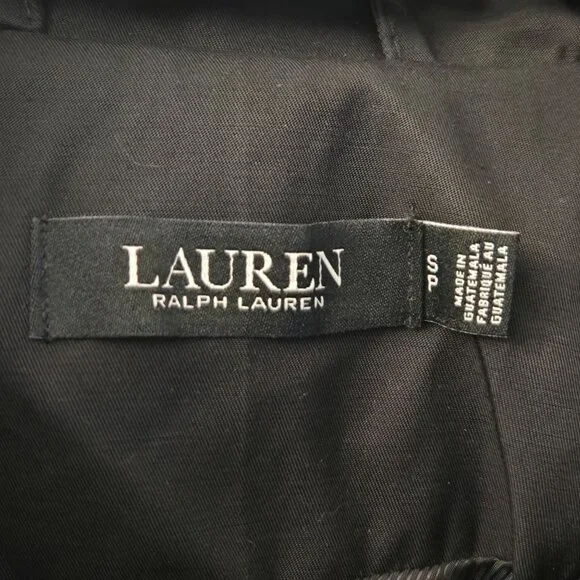 LAUREN
RALPH LAUREN
S
P
MADE IN
GUATEMALA
FABRIQUÉ AU
GUATEMALA